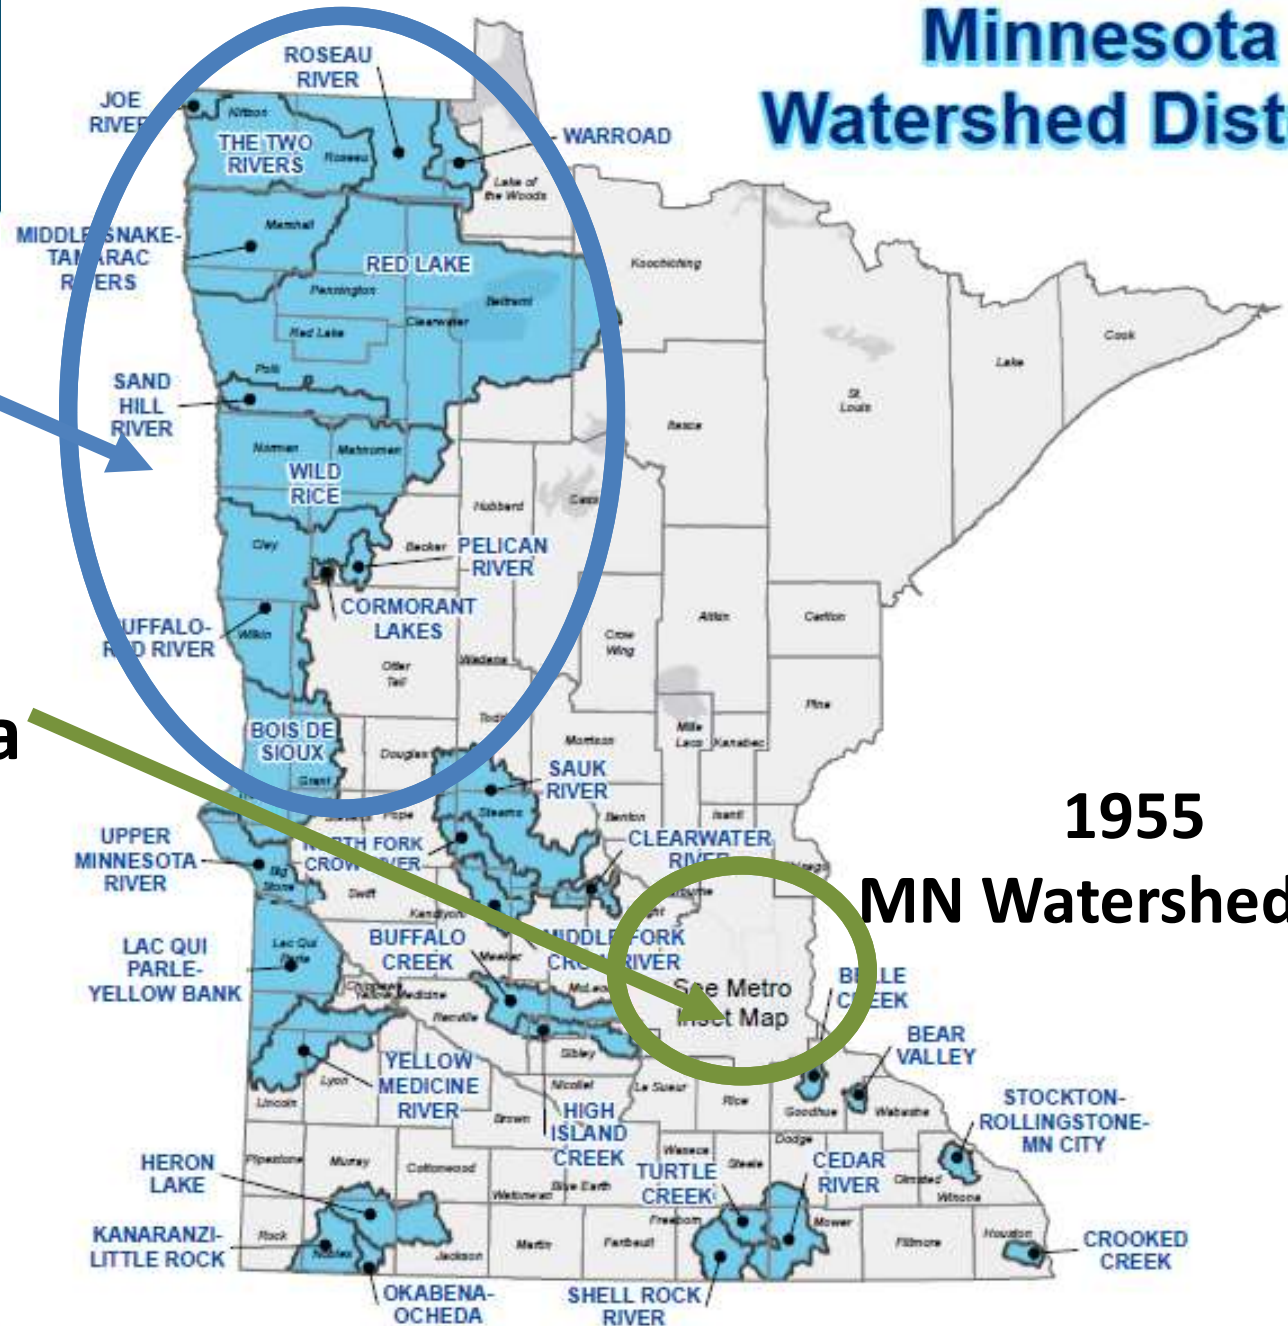 Minnesota
Watershed Dist
ROSEAU
RIVER
JOE
RIVER
Kittson
THE TWO
RIVERS
Roseau
WARROAD
Lake of
the Woods
MIDDLE SNAKE-
TAMARAC
RIVERS
Marshall
RED LAKE
Koochiching
Pennington
Beltrami
Clearwater
Red Lake
Cook
Lake
Polk
SAND
HILL
RIVER
St.
Louis
Itasca
Norman
Mahnomen
WILD
RICE
Hubbard
Cass
Clay
Becker
PELICAN
RIVER
CORMORANT
LAKES
UFFALO-
RED RIVER
Wilkin
Aitkin
Carlton
Crow
Wing
Otter
Tail
Wadena
Pine
a
BOIS DE
SIOUX
Todd
Mille
Lacs
Kanabec
Morrison
Douglas
Grant
SAUK
RIVER
Stearns
Pope
Benton
Isanti
1955
MN Watershed
UPPER
MINNESOTA
RIVER
NORTH FORK
CROW RIVER
CLEARWATER
RIVER
Big
Stone
Swift
LAC QUI
PARLE-
YELLOW BANK
Lac Qui
Parle
BUFFALO
CREEK
Meeker
MIDDLE FORK
CROW RIVER
See Metro
Inset Map
BELLE
CREEK
Chippewa
Yellow Medicine
Renville
BEAR
VALLEY
Sibley
YELLOW
MEDICINE
RIVER
Lyon
Lincoln
Nicollet
Le Sueur
Rice
Goodhue
Wabasha
STOCKTON-
ROLLINGSTONE-
MN CITY
Brown
HIGH
ISLAND
CREEK
HERON
LAKE
Pipestone
Murray
Cottonwood
Watonwan
Blue Earth
Waseca
Steele
Dodge
TURTLE
CREEK
CEDAR
RIVER
Olmsted
Winona
KANARANZI-
LITTLE ROCK
Rock
Nobles
Jackson
Martin
Faribault
Freeborn
Mower
Fillmore
Houston
CROOKED
CREEK
OKABENA-
OCHEDA
SHELL ROCK
RIVER